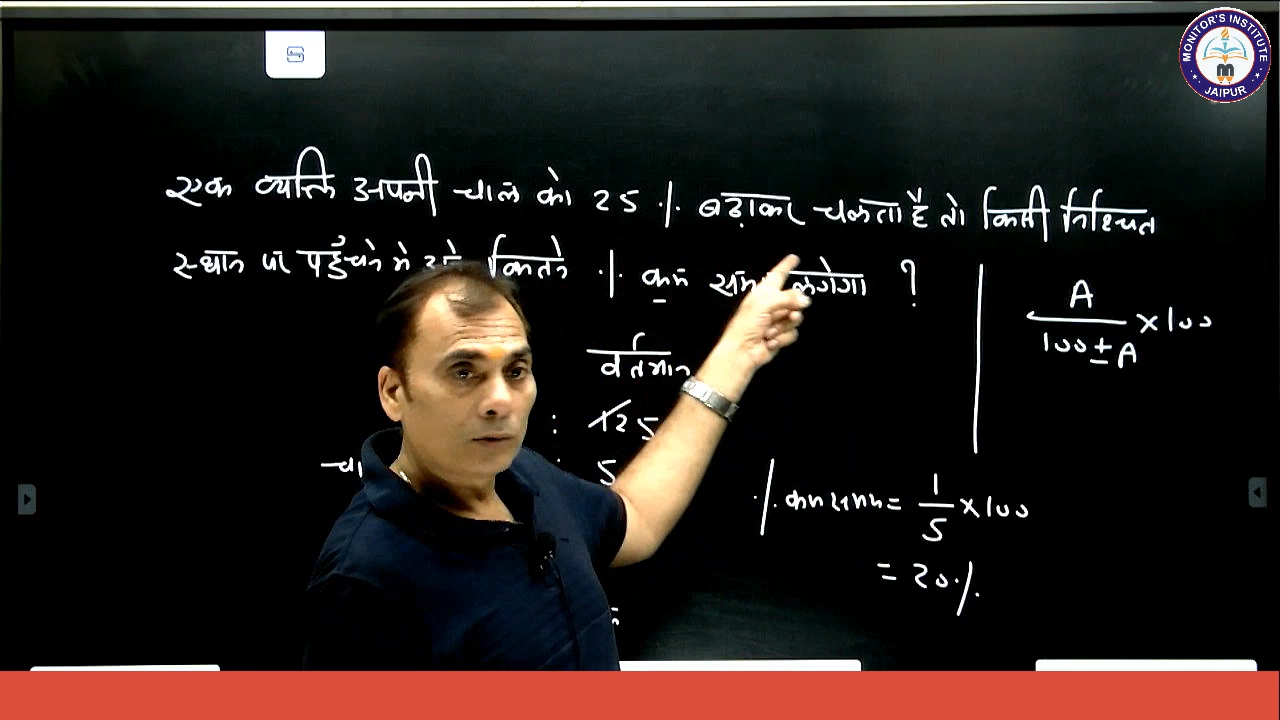 MONITOR'S INSTITUTE
JAIPUR
एक व्यक्ति अपनी चाल को 25 % बढ़ाकर चलता है तो किसी निश्चित
स्थान पर पहुँचने में उसे कितने % कम समय लगेगा ?
A
100 ± A × 100
वर्तमान
: 125
: 5
% कम समय = 1/5 × 100
= 20%